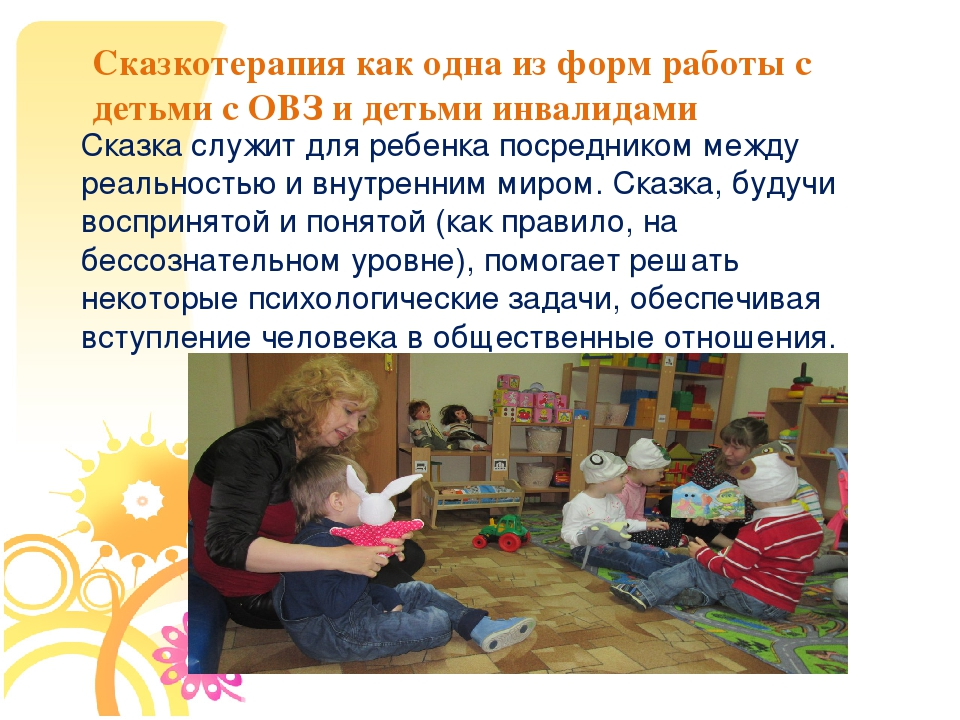 Сказкотерапия как одна из форм работы с
детьми с ОВЗ и детьми инвалидами
Сказка служит для ребенка посредником между
реальностью и внутренним миром. Сказка, будучи
воспринятой и понятой (как правило, на
бессознательном уровне), помогает решать
некоторые психологические задачи, обеспечивая
вступление человека в общественные отношения.